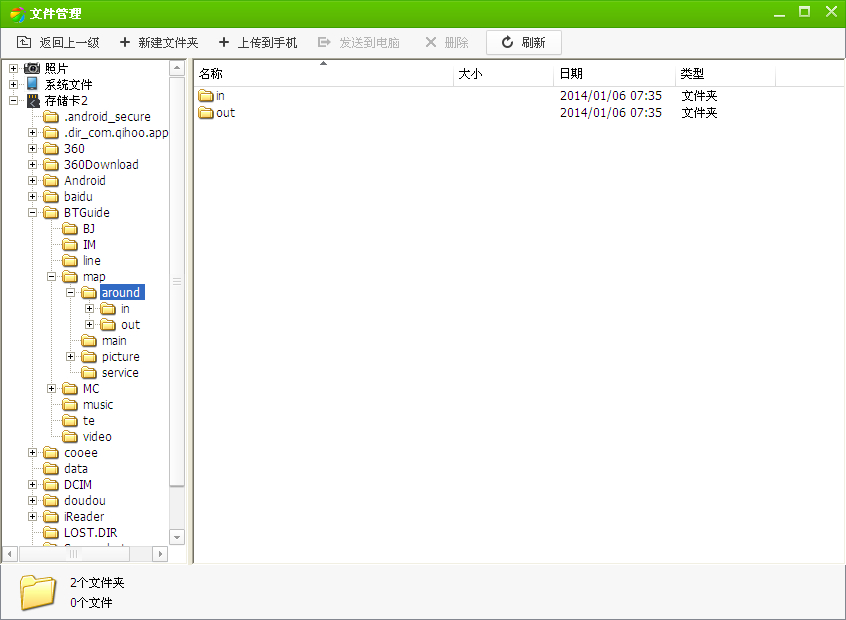 文件管理
返回上一级 新建文件夹 上传到手机 发送到电脑 删除 刷新
照片
系统文件
存储卡2
.android_secure
.dir_com.qihoo.app
360
360Download
Android
baidu
BTGuide
BJ
IM
line
map
around
in
out
main
picture
service
MC
music
te
video
cooee
data
DCIM
doudou
iReader
LOST.DIR
名称 大小 日期 类型
in 2014/01/06 07:35 文件夹
out 2014/01/06 07:35 文件夹
2个文件夹
0个文件